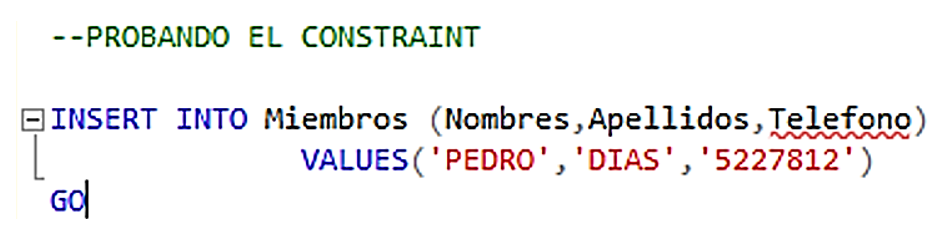 --PROBANDO EL CONSTRAINT
INSERT INTO Miembros (Nombres,Apellidos,Telefono)
VALUES('PEDRO','DIAS','5227812')
GO